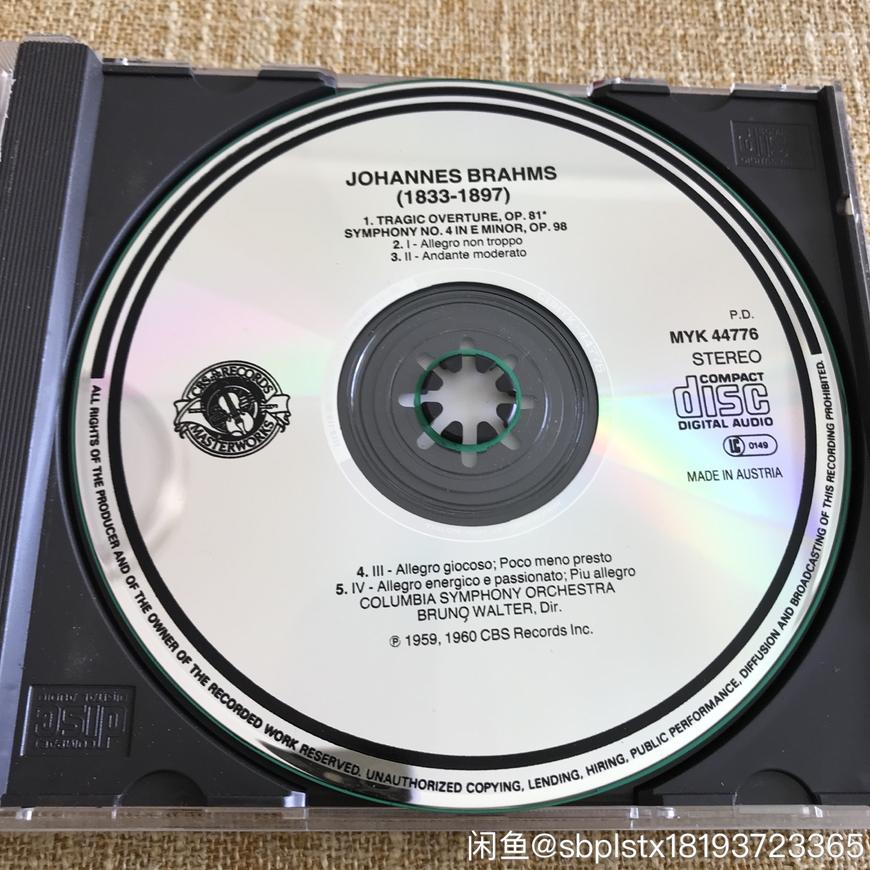 JOHANNES BRAHMS
(1833-1897)
1. TRAGIC OVERTURE, OP. 81*
SYMPHONY NO. 4 IN E MINOR, OP. 98
2. I - Allegro non troppo
3. II - Andante moderato
P.D.
MYK 44776
STEREO
COMPACT
disc
DIGITAL AUDIO
LC 0149
MADE IN AUSTRIA
CBS RECORDS
MASTERWORKS
4. III - Allegro giocoso; Poco meno presto
5. IV - Allegro energico e passionato; Piu allegro
COLUMBIA SYMPHONY ORCHESTRA
BRUNO WALTER, Dir.
℗ 1959, 1960 CBS Records Inc.
ALL RIGHTS OF THE PRODUCER AND OF THE OWNER OF THE RECORDED WORK RESERVED. UNAUTHORIZED COPYING, LENDING, HIRING, PUBLIC PERFORMANCE, DIFFUSION AND BROADCASTING OF THIS RECORDING PROHIBITED.
disc
闲鱼@sbplstx18193723365